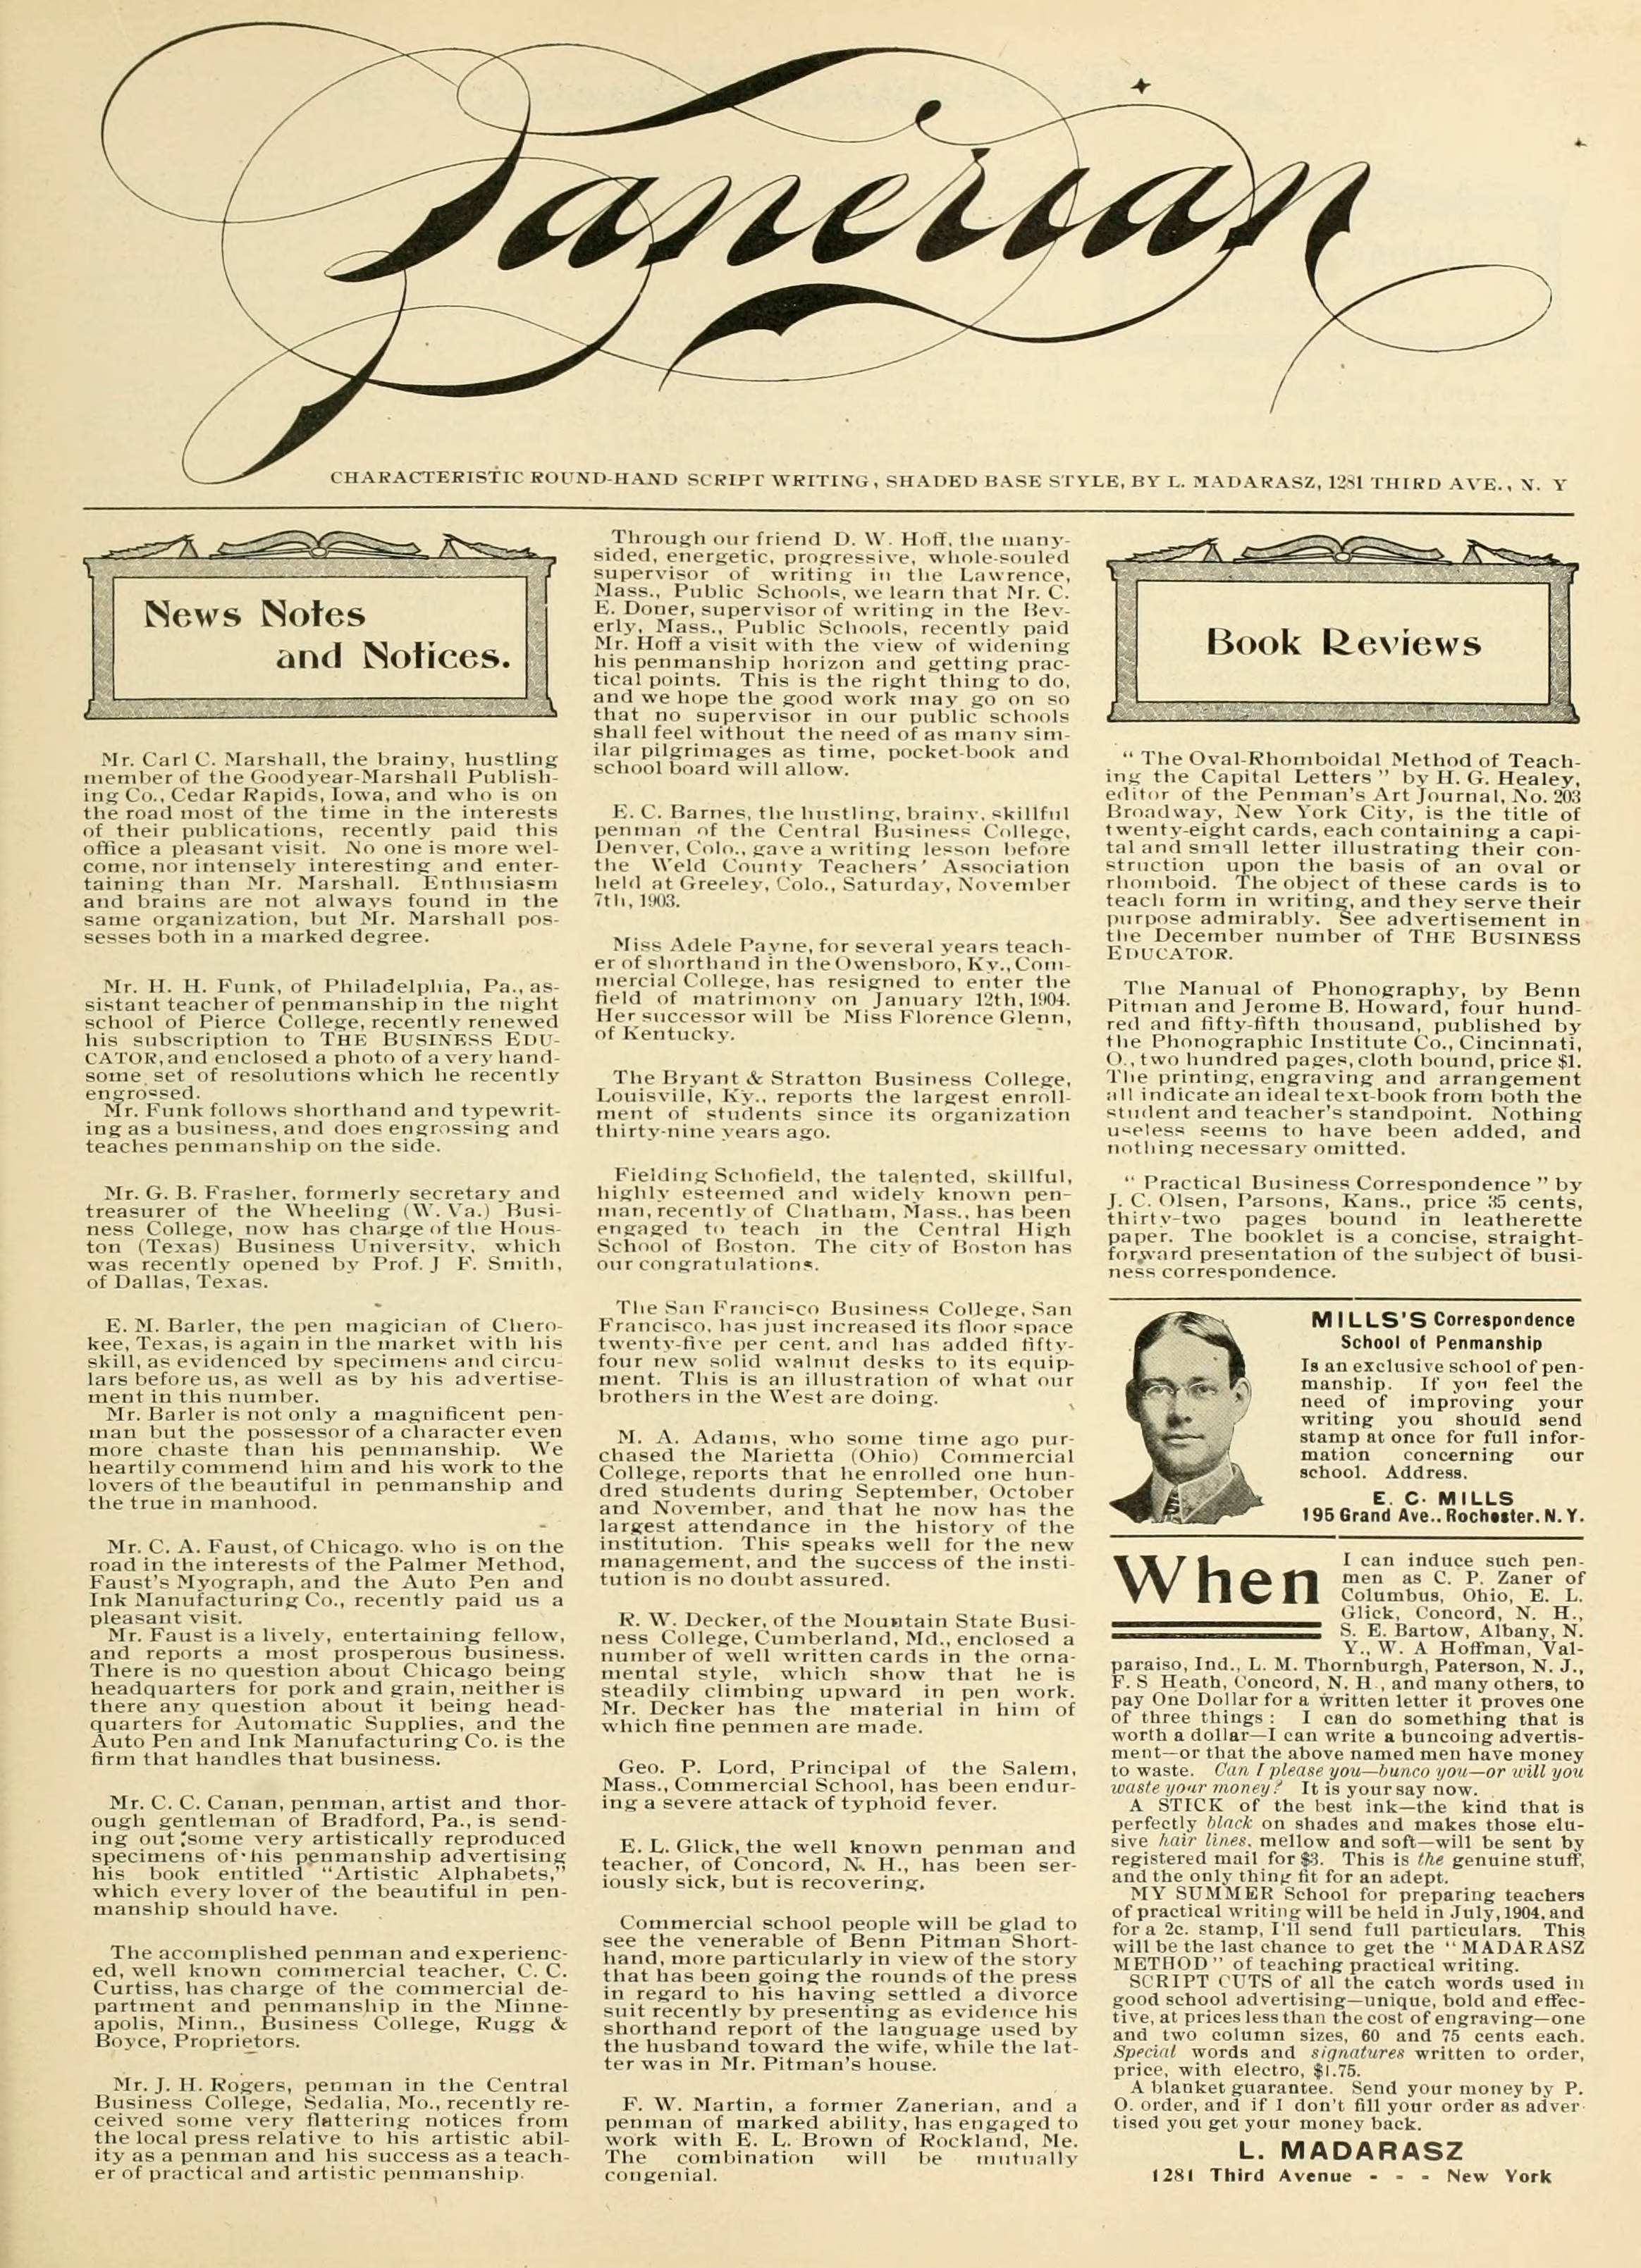 Zanerian
CHARACTERISTIC ROUND-HAND SCRIPT WRITING, SHADED BASE STYLE, BY L. MADARASZ, 1281 THIRD AVE., N. Y
News Notes
and Notices.
Mr. Carl C. Marshall, the brainy, hustling
member of the Goodyear-Marshall Publish-
ing Co., Cedar Rapids, Iowa, and who is on
the road most of the time in the interests
of their publications, recently paid this
office a pleasant visit. No one is more wel-
come, nor intensely interesting and enter-
taining than Mr. Marshall. Enthusiasm
and brains are not always found in the
same organization, but Mr. Marshall pos-
sesses both in a marked degree.
Mr. H. H. Funk, of Philadelphia, Pa., as-
sistant teacher of penmanship in the night
school of Pierce College, recently renewed
his subscription to THE BUSINESS EDU-
CATOR, and enclosed a photo of a very hand-
some set of resolutions which he recently
engrossed.
Mr. Funk follows shorthand and typewrit-
ing as a business, and does engrossing and
teaches penmanship on the side.
Mr. G. B. Frasher, formerly secretary and
treasurer of the Wheeling (W. Va.) Busi-
ness College, now has charge of the Hous-
ton (Texas) Business University, which
was recently opened by Prof. J F. Smith,
of Dallas, Texas.
E. M. Barler, the pen magician of Chero-
kee, Texas, is again in the market with his
skill, as evidenced by specimens and circu-
lars before us, as well as by his advertise-
ment in this number.
Mr. Barler is not only a magnificent pen-
man but the possessor of a character even
more chaste than his penmanship. We
heartily commend him and his work to the
lovers of the beautiful in penmanship and
the true in manhood.
Mr. C. A. Faust, of Chicago. who is on the
road in the interests of the Palmer Method,
Faust's Myograph, and the Auto Pen and
Ink Manufacturing Co., recently paid us a
pleasant visit.
Mr. Faust is a lively, entertaining fellow,
and reports a most prosperous business.
There is no question about Chicago being
headquarters for pork and grain, neither is
there any question about it being head-
quarters for Automatic Supplies, and the
Auto Pen and Ink Manufacturing Co. is the
firm that handles that business.
Mr. C. C. Canan, penman, artist and thor-
ough gentleman of Bradford, Pa., is send-
ing out some very artistically reproduced
specimens of his penmanship advertising
his book entitled "Artistic Alphabets,"
which every lover of the beautiful in pen-
manship should have.
The accomplished penman and experienc-
ed, well known commercial teacher, C. C.
Curtiss, has charge of the commercial de-
partment and penmanship in the Minne-
apolis, Minn., Business College, Rugg &
Boyce, Proprietors.
Mr. J. H. Rogers, penman in the Central
Business College, Sedalia, Mo., recently re-
ceived some very flattering notices from
the local press relative to his artistic abil-
ity as a penman and his success as a teach-
er of practical and artistic penmanship.
Through our friend D. W. Hoff, the many-
sided, energetic, progressive, whole-souled
supervisor of writing in the Lawrence,
Mass., Public Schools, we learn that Mr. C.
E. Doner, supervisor of writing in the Bev-
erly, Mass., Public Schools, recently paid
Mr. Hoff a visit with the view of widening
his penmanship horizon and getting prac-
tical points. This is the right thing to do,
and we hope the good work may go on so
that no supervisor in our public schools
shall feel without the need of as many sim-
ilar pilgrimages as time, pocket-book and
school board will allow.
E. C. Barnes, the hustling, brainy, skillful
penman of the Central Business College,
Denver, Colo., gave a writing lesson before
the Weld County Teachers' Association
held at Greeley, Colo., Saturday, November
7th, 1903.
Miss Adele Payne, for several years teach-
er of shorthand in the Owensboro, Ky., Com-
mercial College, has resigned to enter the
field of matrimony on January 12th, 1904.
Her successor will be Miss Florence Glenn,
of Kentucky.
The Bryant & Stratton Business College,
Louisville, Ky., reports the largest enroll-
ment of students since its organization
thirty-nine years ago.
Fielding Schofield, the talented, skillful,
highly esteemed and widely known pen-
man, recently of Chatham, Mass., has been
engaged to teach in the Central High
School of Boston. The city of Boston has
our congratulations.
The San Francisco Business College, San
Francisco, has just increased its floor space
twenty-five per cent. and has added fifty-
four new solid walnut desks to its equip-
ment. This is an illustration of what our
brothers in the West are doing.
M. A. Adams, who some time ago pur-
chased the Marietta (Ohio) Commercial
College, reports that he enrolled one hun-
dred students during September, October
and November, and that he now has the
largest attendance in the history of the
institution. This speaks well for the new
management, and the success of the insti-
tution is no doubt assured.
R. W. Decker, of the Mountain State Busi-
ness College, Cumberland, Md., enclosed a
number of well written cards in the orna-
mental style, which show that he is
steadily climbing upward in pen work.
Mr. Decker has the material in him of
which fine penmen are made.
Geo. P. Lord, Principal of the Salem,
Mass., Commercial School, has been endur-
ing a severe attack of typhoid fever.
E. L. Glick, the well known penman and
teacher, of Concord, N. H., has been ser-
iously sick, but is recovering.
Commercial school people will be glad to
see the venerable of Benn Pitman Short-
hand, more particularly in view of the story
that has been going the rounds of the press
in regard to his having settled a divorce
suit recently by presenting as evidence his
shorthand report of the language used by
the husband toward the wife, while the lat-
ter was in Mr. Pitman's house.
F. W. Martin, a former Zanerian, and a
penman of marked ability, has engaged to
work with E. L. Brown of Rockland, Me.
The combination will be mutually
congenial.
Book Reviews
" The Oval-Rhomboidal Method of Teach-
ing the Capital Letters " by H. G. Healey,
editor of the Penman's Art Journal, No. 203
Broadway, New York City, is the title of
twenty-eight cards, each containing a capi-
tal and small letter illustrating their con-
struction upon the basis of an oval or
rhomboid. The object of these cards is to
teach form in writing, and they serve their
purpose admirably. See advertisement in
the December number of THE BUSINESS
EDUCATOR.
The Manual of Phonography, by Benn
Pitman and Jerome B. Howard, four hund-
red and fifty-fifth thousand, published by
the Phonographic Institute Co., Cincinnati,
O., two hundred pages, cloth bound, price $1.
The printing, engraving and arrangement
all indicate an ideal text-book from both the
student and teacher's standpoint. Nothing
useless seems to have been added, and
nothing necessary omitted.
" Practical Business Correspondence " by
J. C. Olsen, Parsons, Kans., price 35 cents,
thirty-two pages bound in leatherette
paper. The booklet is a concise, straight-
forward presentation of the subject of busi-
ness correspondence.
MILLS'S Correspondence
School of Penmanship
Is an exclusive school of pen-
manship. If you feel the
need of improving your
writing you should send
stamp at once for full infor-
mation concerning our
school. Address.
E. C. MILLS
195 Grand Ave.. Rochester. N. Y.
When I can induce such pen-
men as C. P. Zaner of
Columbus, Ohio, E. L.
Glick, Concord, N. H.,
S. E. Bartow, Albany, N.
Y., W. A Hoffman, Val-
paraiso, Ind., L. M. Thornburgh, Paterson, N. J.,
F. S Heath, Concord, N. H., and many others, to
pay One Dollar for a written letter it proves one
of three things : I can do something that is
worth a dollar—I can write a buncoing advertis-
ment—or that the above named men have money
to waste. Can I please you—bunco you—or will you
waste your money? It is your say now.
A STICK of the best ink—the kind that is
perfectly black on shades and makes those elu-
sive hair lines, mellow and soft—will be sent by
registered mail for $3. This is the genuine stuff,
and the only thing fit for an adept.
MY SUMMER School for preparing teachers
of practical writing will be held in July, 1904, and
for a 2c. stamp, I'll send full particulars. This
will be the last chance to get the " MADARASZ
METHOD " of teaching practical writing.
SCRIPT CUTS of all the catch words used in
good school advertising—unique, bold and effec-
tive, at prices less than the cost of engraving—one
and two column sizes, 60 and 75 cents each.
Special words and signatures written to order,
price, with electro, $1.75.
A blanket guarantee. Send your money by P.
O. order, and if I don't fill your order as adver-
tised you get your money back.
L. MADARASZ
1281 Third Avenue - - - New York